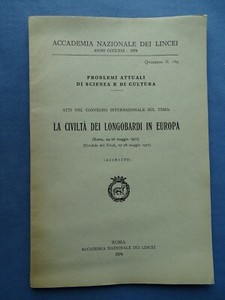 ACCADEMIA NAZIONALE DEI LINCEI
ANNO CCCLXXI - 1974
Quaderno N. 189
PROBLEMI ATTUALI
DI SCIENZA E DI CULTURA
ATTI DEL CONVEGNO INTERNAZIONALE SUL TEMA:
LA CIVILTÀ DEI LONGOBARDI IN EUROPA
(Roma, 24-26 maggio 1971)
(Cividale del Friuli, 27-28 maggio 1971)
(ESTRATTO)
ROMA
ACCADEMIA NAZIONALE DEI LINCEI
1974